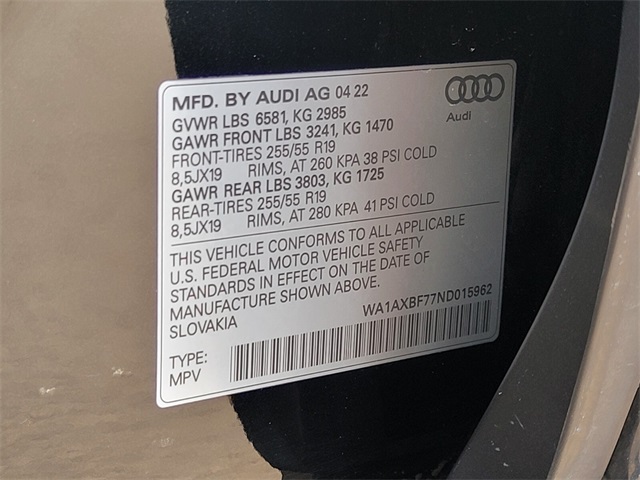 MFD. BY AUDI AG 04 22
GVWR LBS 6581, KG 2985
GAWR FRONT LBS 3241, KG 1470
FRONT-TIRES 255/55 R19
8,5JX19 RIMS, AT 260 KPA 38 PSI COLD
GAWR REAR LBS 3803, KG 1725
REAR-TIRES 255/55 R19
8,5JX19 RIMS, AT 280 KPA 41 PSI COLD
Audi
THIS VEHICLE CONFORMS TO ALL APPLICABLE
U.S. FEDERAL MOTOR VEHICLE SAFETY
STANDARDS IN EFFECT ON THE DATE OF
MANUFACTURE SHOWN ABOVE.
SLOVAKIA
WA1AXBF77ND015962
TYPE:
MPV